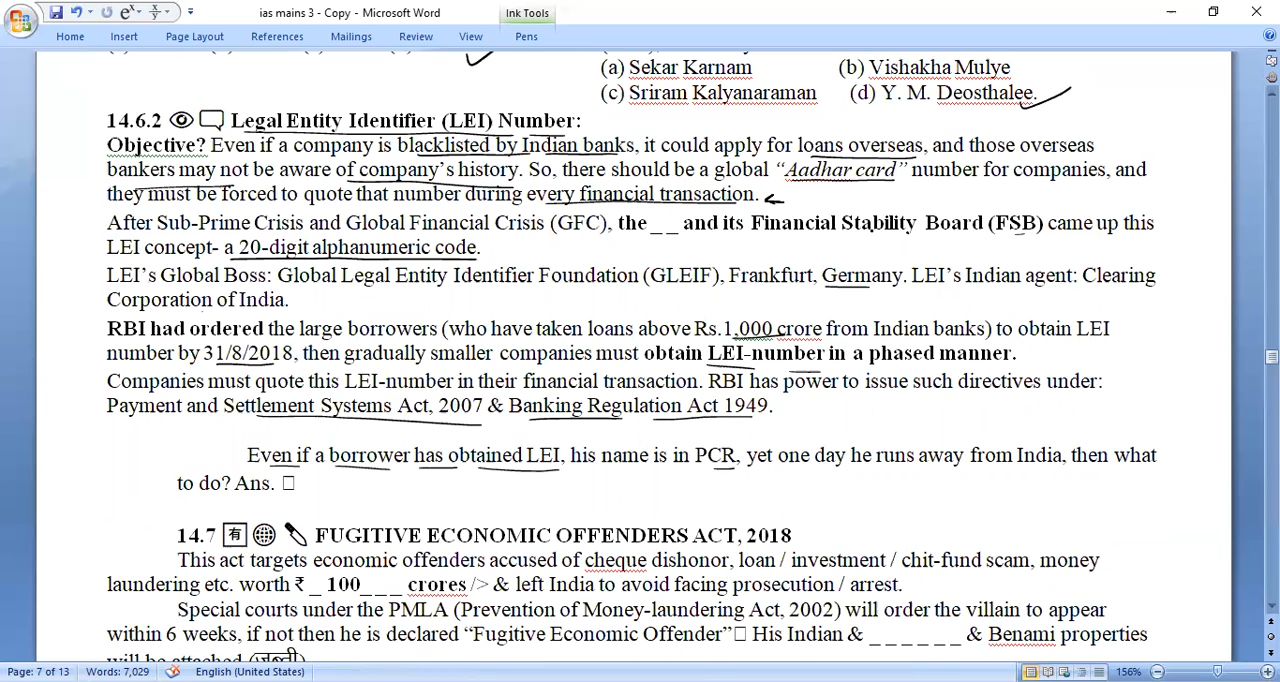 ias mains 3 - Copy - Microsoft Word
Ink Tools
Home Insert Page Layout References Mailings Review View Pens
(a) Sekar Karnam (b) Vishakha Mulye
(c) Sriram Kalyanaraman (d) Y. M. Deosthalee.
14.6.2 Legal Entity Identifier (LEI) Number:
Objective? Even if a company is blacklisted by Indian banks, it could apply for loans overseas, and those overseas
bankers may not be aware of company's history. So, there should be a global “Aadhar card” number for companies, and
they must be forced to quote that number during every financial transaction.
After Sub-Prime Crisis and Global Financial Crisis (GFC), the _ _ and its Financial Stability Board (FSB) came up this
LEI concept- a 20-digit alphanumeric code.
LEI's Global Boss: Global Legal Entity Identifier Foundation (GLEIF), Frankfurt, Germany. LEI's Indian agent: Clearing
Corporation of India.
RBI had ordered the large borrowers (who have taken loans above Rs.1,000 crore from Indian banks) to obtain LEI
number by 31/8/2018, then gradually smaller companies must obtain LEI-number in a phased manner.
Companies must quote this LEI-number in their financial transaction. RBI has power to issue such directives under:
Payment and Settlement Systems Act, 2007 & Banking Regulation Act 1949.
Even if a borrower has obtained LEI, his name is in PCR, yet one day he runs away from India, then what
to do? Ans. □
14.7 有 FUGITIVE ECONOMIC OFFENDERS ACT, 2018
This act targets economic offenders accused of cheque dishonor, loan / investment / chit-fund scam, money
laundering etc. worth ₹ _ 100_ _ _ crores /> & left India to avoid facing prosecution / arrest.
Special courts under the PMLA (Prevention of Money-laundering Act, 2002) will order the villain to appear
within 6 weeks, if not then he is declared “Fugitive Economic Offender”□ His Indian & _ _ _ _ _ _ & Benami properties
will be attached (जब्ती)
Page: 7 of 13 Words: 7,029 English (United States) 156%